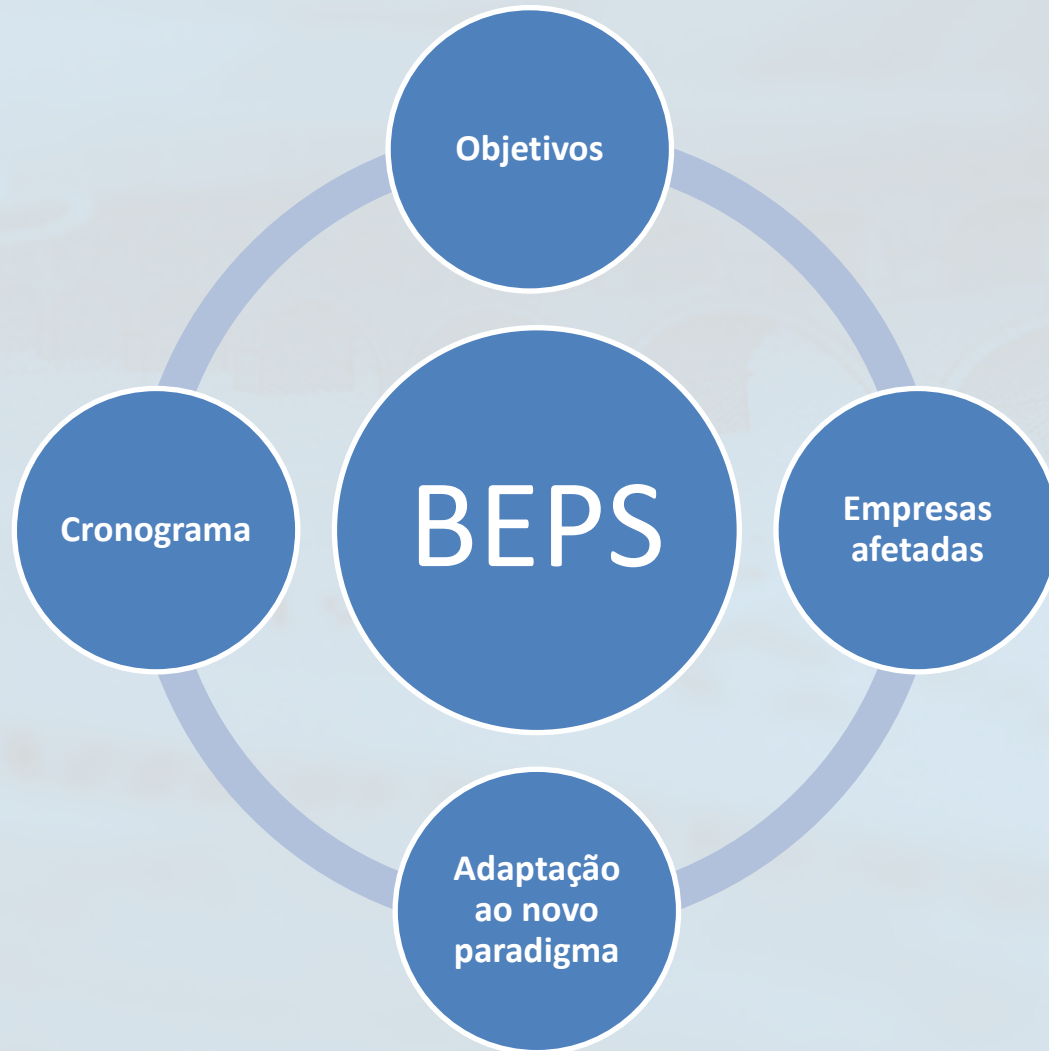 Objetivos
Cronograma
BEPS
Empresas
afetadas
Adaptação
ao novo
paradigma